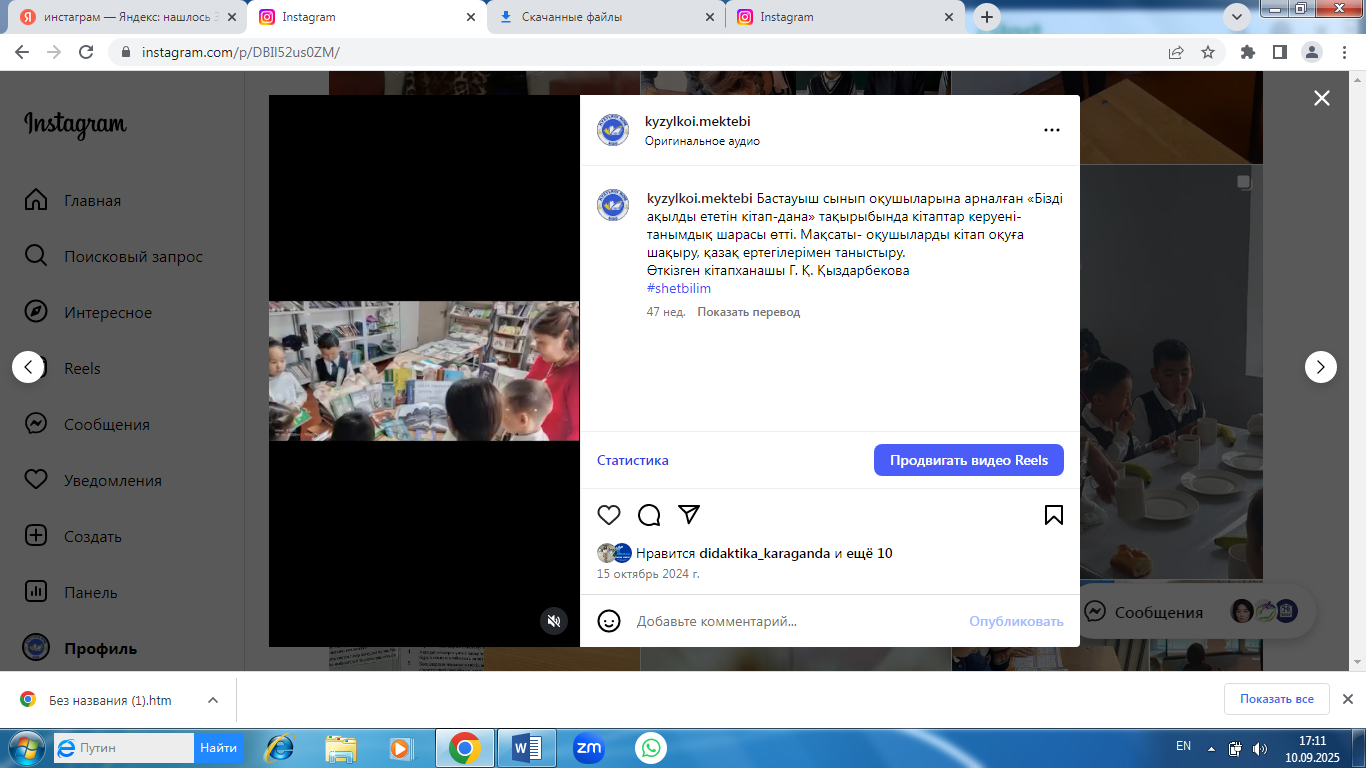 инстаграм — Яндекс: нашлось
Instagram
Скачанные файлы
Instagram
instagram.com/p/DBIl52us0ZM/
Instagram
Главная
Поисковый запрос
Интересное
Reels
Сообщения
Уведомления
Создать
Панель
Профиль
kyzylkoi.mektebi
Оригинальное аудио
kyzylkoi.mektebi Бастауыш сынып оқушыларына арналған «Бізді
ақылды ететін кітап-дана» тақырыбында кітаптар керуені-
танымдық шарасы өтті. Мақсаты- оқушыларды кітап оқуға
шақыру, қазақ ертегілерімен таныстыру.
Өткізген кітапханашы Г. Қ. Қыздарбекова
#shetbilim
47 нед. Показать перевод
Статистика
Продвигать видео Reels
Нравится didaktika_karaganda и ещё 10
15 октябрь 2024 г.
Добавьте комментарий...
Опубликовать
Сообщения
Без названия (1).htm
Показать все
Путин
Найти
zm
EN
17:11
10.09.2025